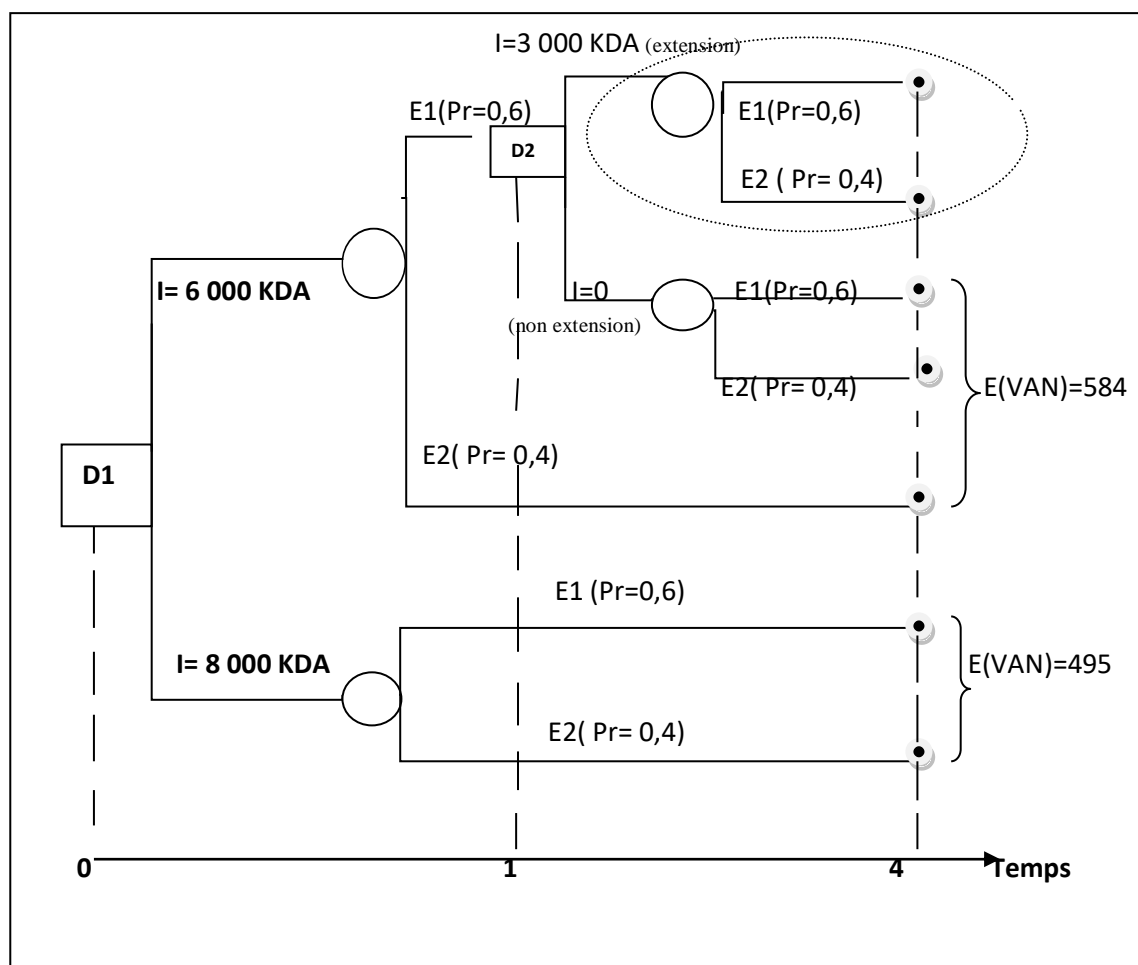 I=3 000 KDA (extension)
E1(Pr=0,6)
D2
E1(Pr=0,6)
E2 ( Pr= 0,4)
I= 6 000 KDA
I=0
(non extension)
E1(Pr=0,6)
E2( Pr= 0,4)
E(VAN)=584
D1
E2( Pr= 0,4)
E1 (Pr=0,6)
I= 8 000 KDA
E(VAN)=495
E2( Pr= 0,4)
0 1 4 Temps